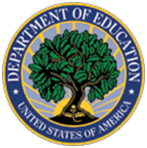 DEPARTMENT OF EDUCATION
UNITED STATES OF AMERICA